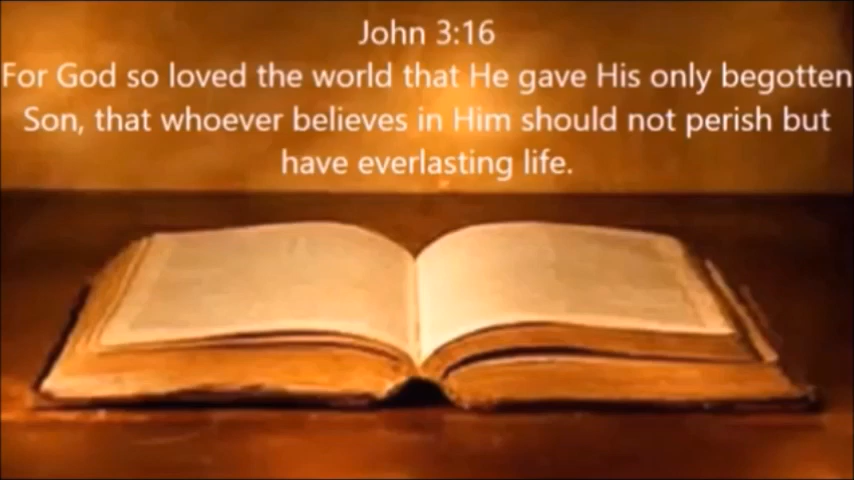 John 3:16
For God so loved the world that He gave His only begotten
Son, that whoever believes in Him should not perish but
have everlasting life.